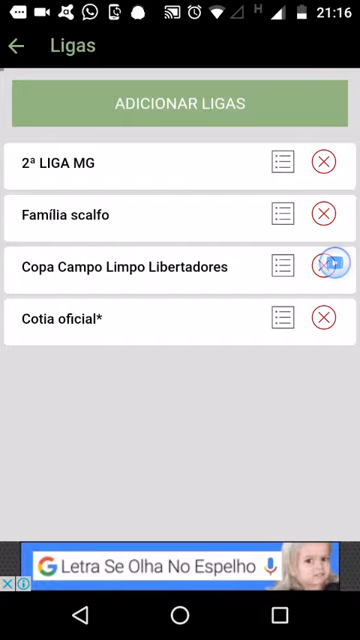 H
21:16
Ligas
ADICIONAR LIGAS
2ª LIGA MG
Família scalfo
Copa Campo Limpo Libertadores
Cotia oficial*
Letra Se Olha No Espelho